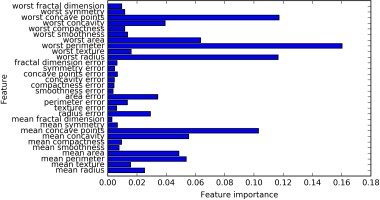 worst fractal dimension
worst symmetry
worst concave points
worst concavity
worst compactness
worst smoothness
worst area
worst perimeter
worst texture
worst radius
fractal dimension error
symmetry error
concave points error
concavity error
compactness error
smoothness error
area error
perimeter error
texture error
radius error
mean fractal dimension
mean symmetry
mean concave points
mean concavity
mean compactness
mean smoothness
mean area
mean perimeter
mean texture
mean radius
Feature
0.00 0.02 0.04 0.06 0.08 0.10 0.12 0.14 0.16 0.18
Feature importance